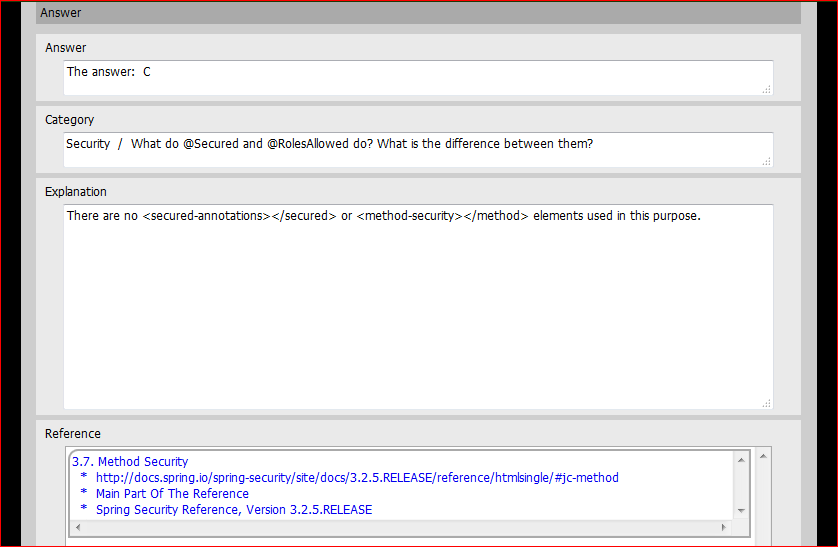 Answer
Answer
The answer:  C
Category
Security  /  What do @Secured and @RolesAllowed do? What is the difference between them?
Explanation
There are no <secured-annotations></secured> or <method-security></method> elements used in this purpose.
Reference
3.7. Method Security
*  http://docs.spring.io/spring-security/site/docs/3.2.5.RELEASE/reference/htmlsingle/#jc-method
*  Main Part Of The Reference
*  Spring Security Reference, Version 3.2.5.RELEASE